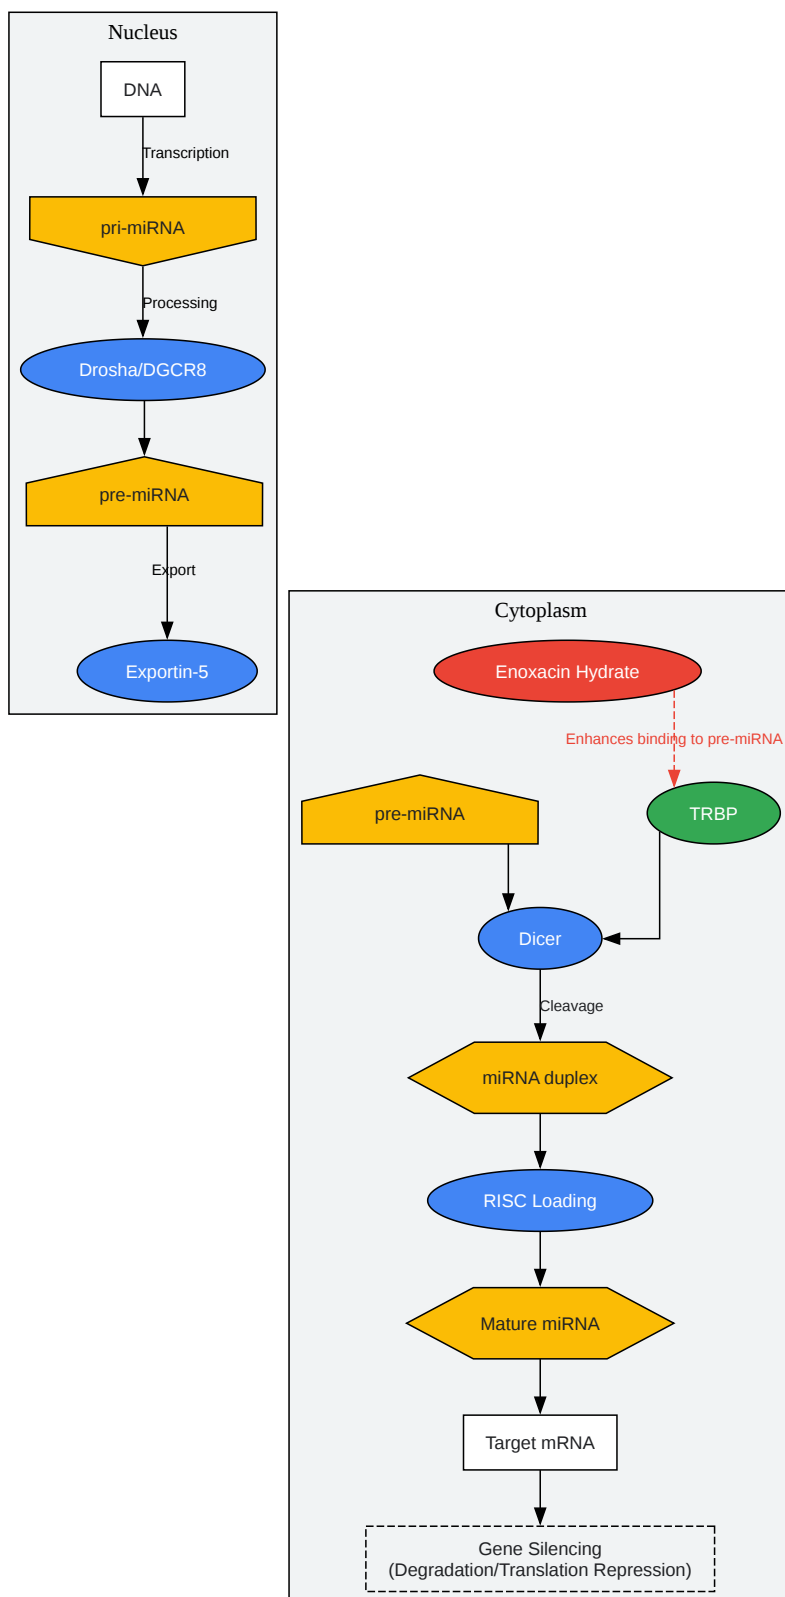 Nucleus
DNA
Transcription
pri-miRNA
Processing
Drosha/DGCR8
pre-miRNA
Export
Exportin-5
Cytoplasm
Enoxacin Hydrate
Enhances binding to pre-miRNA
pre-miRNA
TRBP
Dicer
Cleavage
miRNA duplex
RISC Loading
Mature miRNA
Target mRNA
Gene Silencing
(Degradation/Translation Repression)